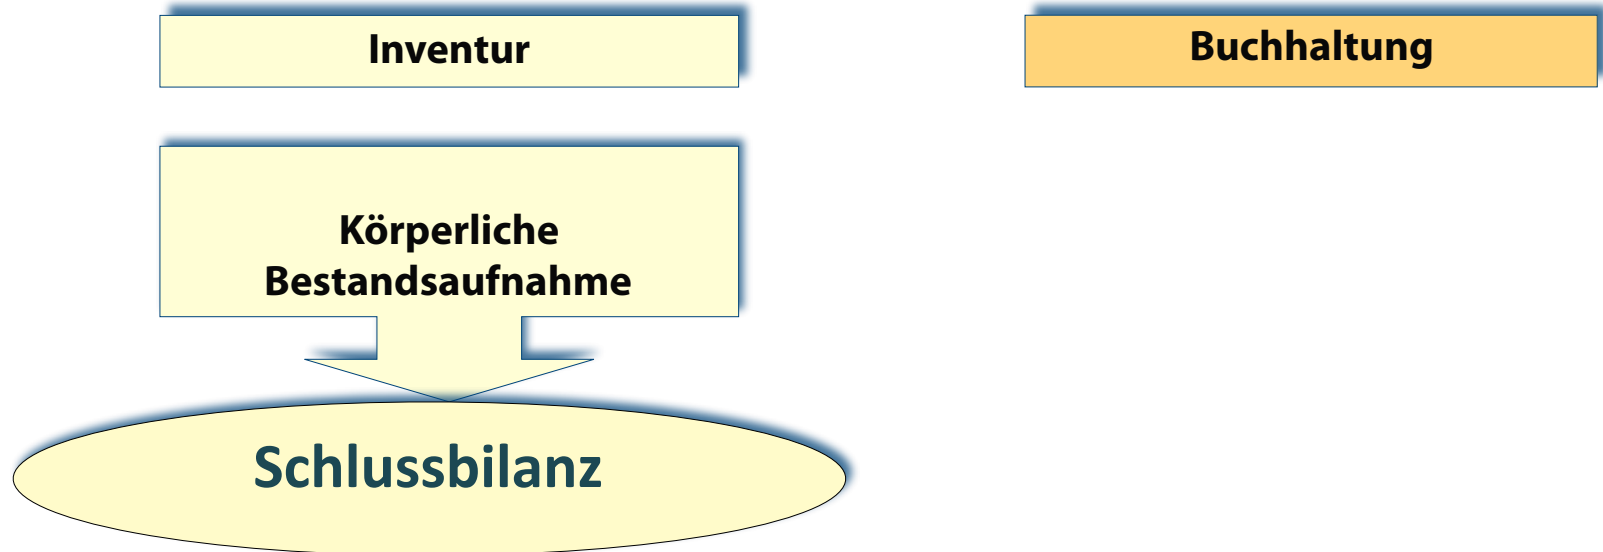 Inventur
Buchhaltung
Körperliche
Bestandsaufnahme
Schlussbilanz